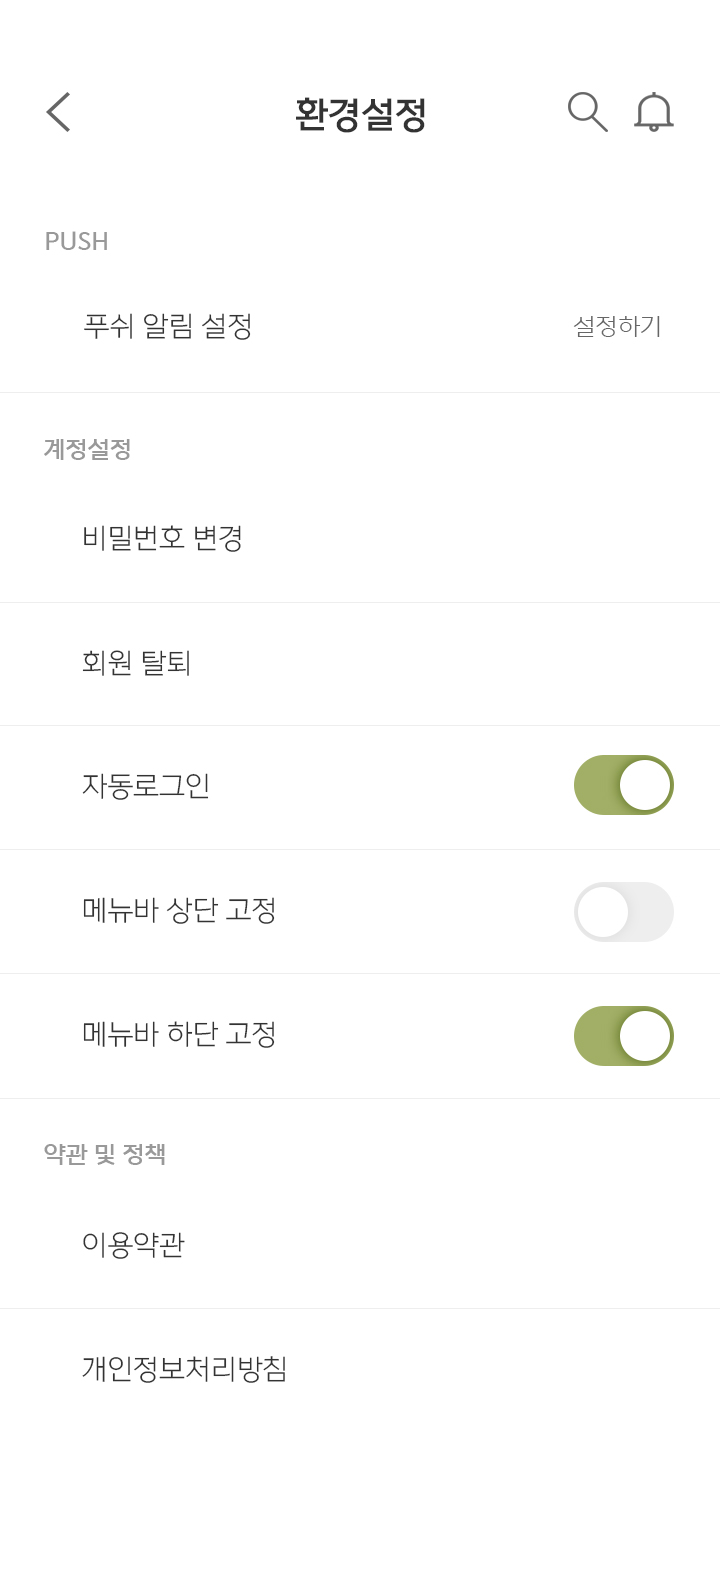 환경설정
PUSH
푸쉬 알림 설정 설정하기
계정설정
비밀번호 변경
회원 탈퇴
자동로그인
메뉴바 상단 고정
메뉴바 하단 고정
약관 및 정책
이용약관
개인정보처리방침